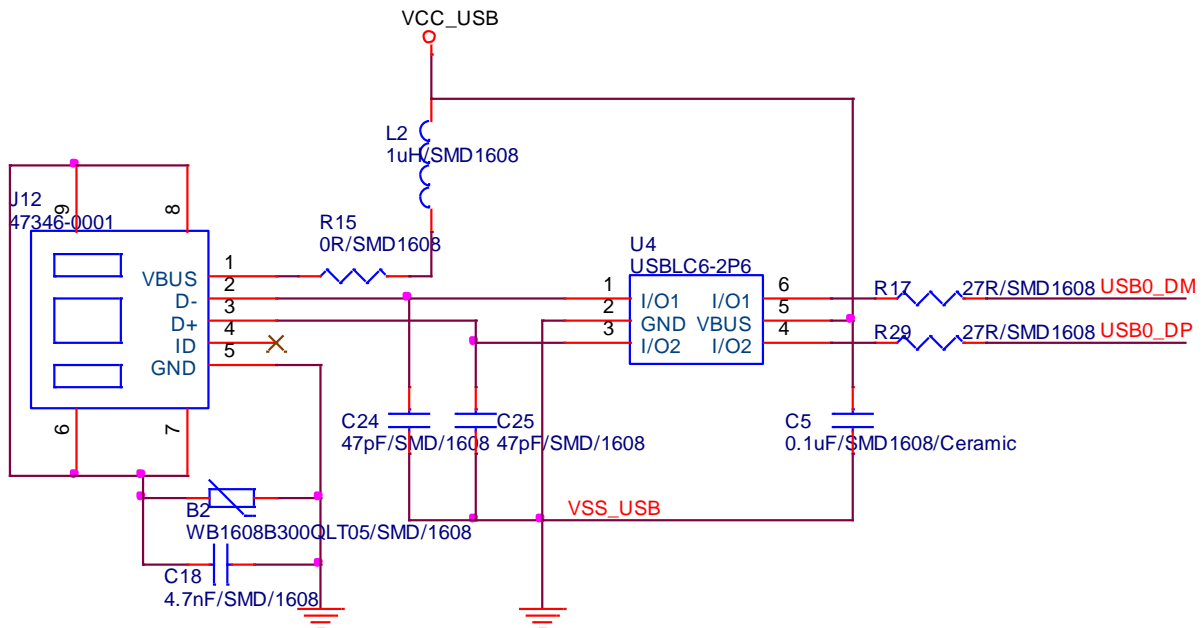 VCC_USB
L2
1uH/SMD1608
J12
47346-0001
9
8
R15
0R/SMD1608
VBUS
1
D-
2
D+
3
ID
4
GND
5
6
7
U4
USBLC6-2P6
1
I/O1
I/O1
6
2
GND
VBUS
5
3
I/O2
I/O2
4
R17
27R/SMD1608
USB0_DM
R29
27R/SMD1608
USB0_DP
C24
47pF/SMD/1608
C25
47pF/SMD/1608
C5
0.1uF/SMD1608/Ceramic
VSS_USB
B2
WB1608B300QLT05/SMD/1608
C18
4.7nF/SMD/1608